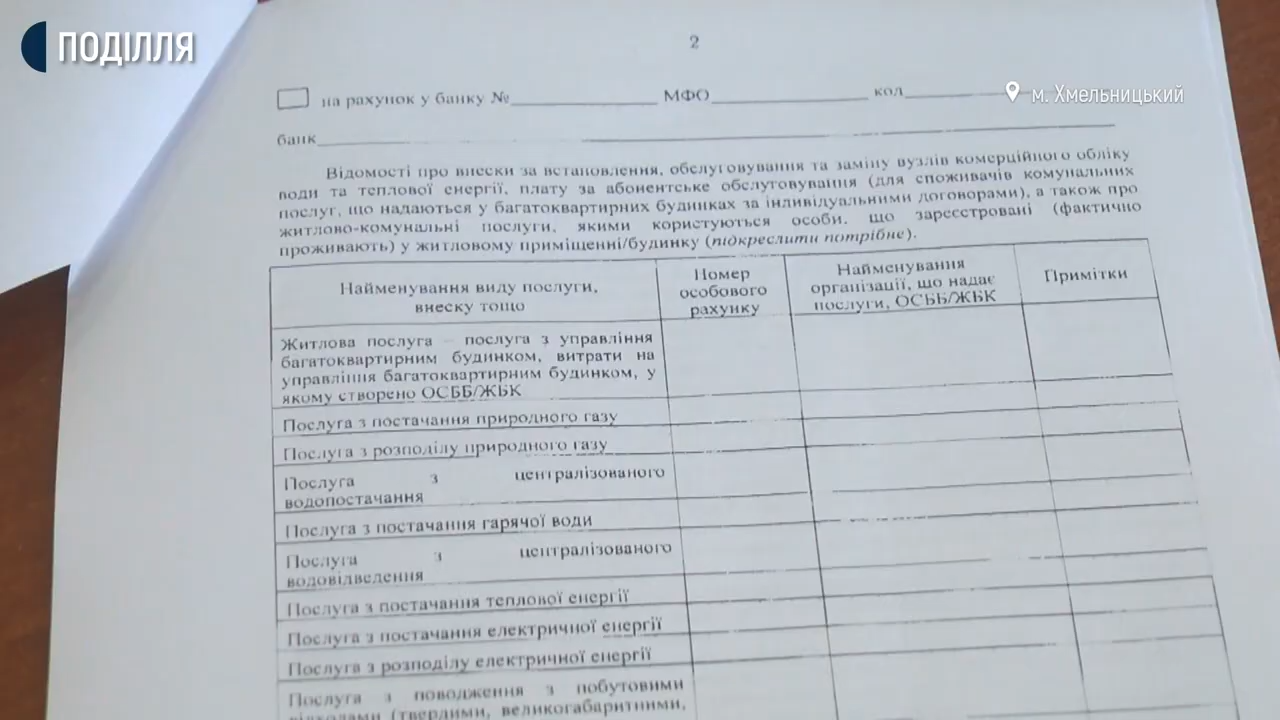 ПОДІЛЛЯ
2
на рахунок у банку №__________ МФО__________ код
м. Хмельницький
банк
Відомості про внески за встановлення, обслуговування та заміну вузлів комерційного обліку
води та теплової енергії, плату за абонентське обслуговування (для споживачів комунальних
послуг, що надаються у багатоквартирних будинках за індивідуальними договорами), а також про
житлово-комунальні послуги, якими користуються особи, що зареєстровані (фактично
проживають) у житловому приміщенні/будинку (підкреслити потрібне).
Найменування виду послуги,
внеску тощо
Номер
особового
рахунку
Найменування
організації, що надає
послуги, ОСББ/ЖБК
Примітки
Житлова послуга – послуга з управління
багатоквартирним будинком, витрати на
управління багатоквартирним будинком, у
якому створено ОСББ/ЖБК
Послуга з постачання природного газу
Послуга з розподілу природного газу
Послуга з централізованого
водопостачання
Послуга з постачання гарячої води
Послуга з централізованого
водовідведення
Послуга з постачання теплової енергії
Послуга з постачання електричної енергії
Послуга з розподілу електричної енергії
Послуга з поводження з побутовими
відходами (твердими, великогабаритними,